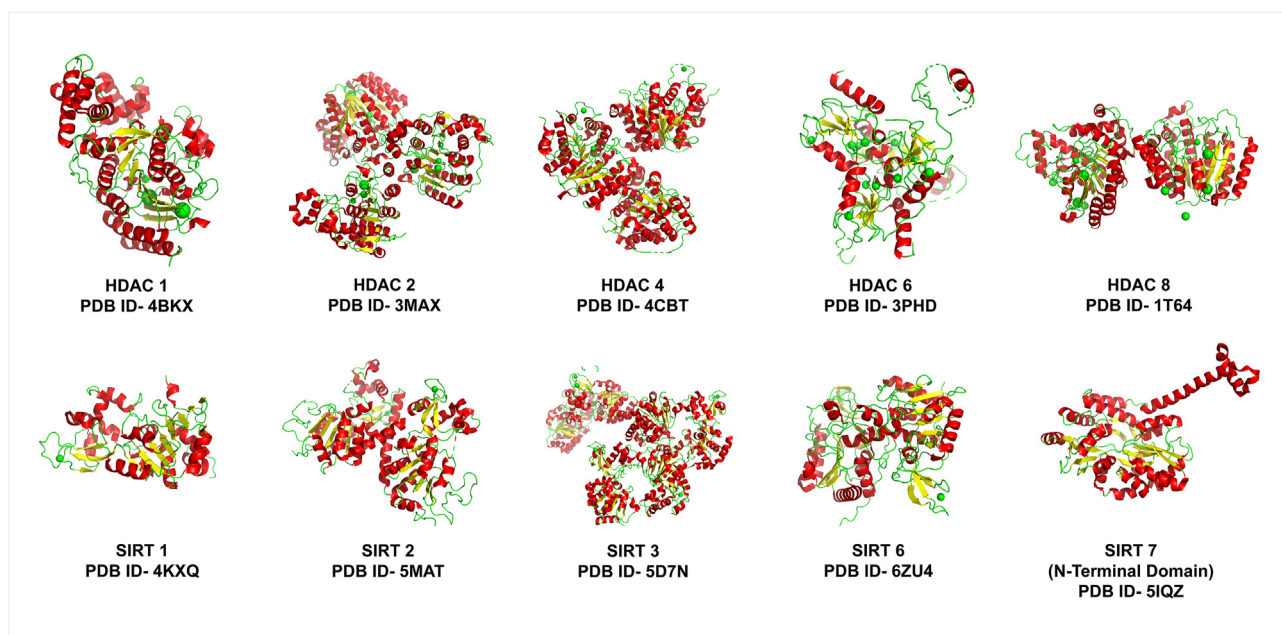 HDAC 1
PDB ID- 4BKX
HDAC 2
PDB ID- 3MAX
HDAC 4
PDB ID- 4CBT
HDAC 6
PDB ID- 3PHD
HDAC 8
PDB ID- 1T64
SIRT 1
PDB ID- 4KXQ
SIRT 2
PDB ID- 5MAT
SIRT 3
PDB ID- 5D7N
SIRT 6
PDB ID- 6ZU4
SIRT 7
(N-Terminal Domain)
PDB ID- 5IQZ